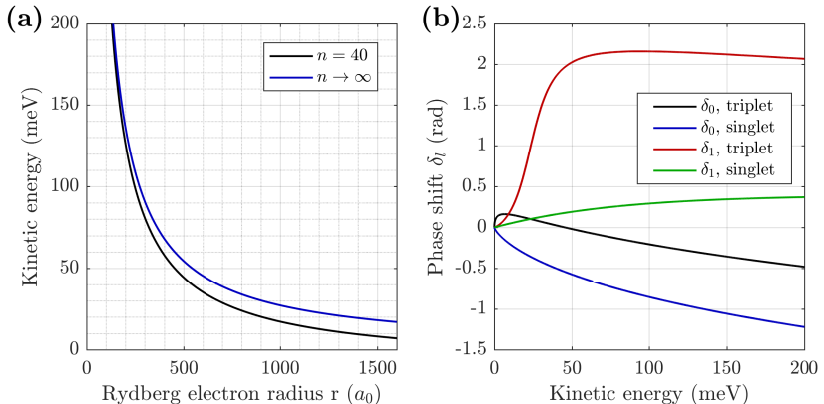 (a)
200
150
100
50
0
0 500 1000 1500
Kinetic energy (meV)
Rydberg electron radius r (a₀)
n = 40
n → ∞
(b)
2.5
2
1.5
1
0.5
0
-0.5
-1
-1.5
0 50 100 150 200
Phase shift δₗ (rad)
Kinetic energy (meV)
δ₀, triplet
δ₀, singlet
δ₁, triplet
δ₁, singlet